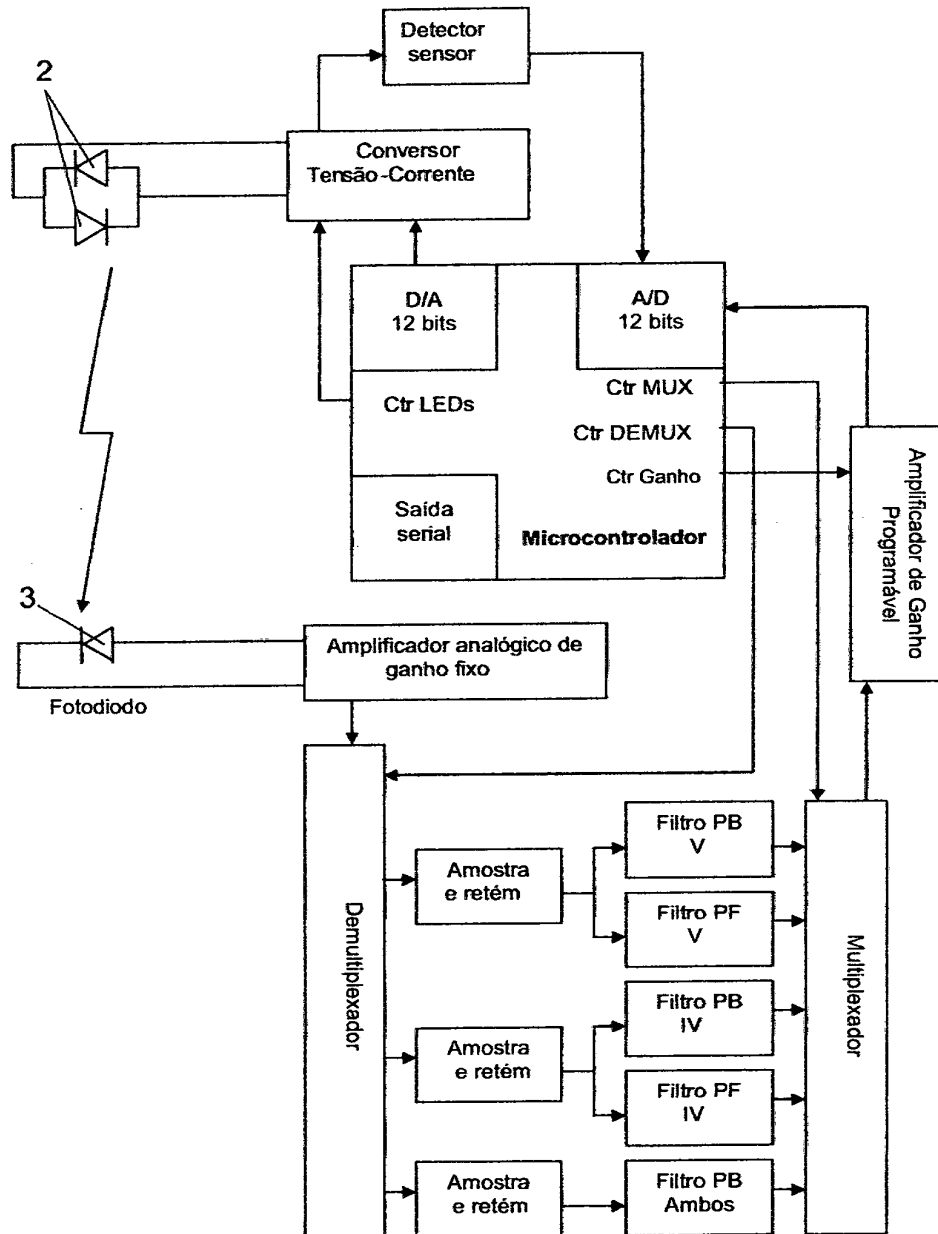 Detector
sensor
2
Conversor
Tensão-Corrente
D/A
12 bits
A/D
12 bits
Ctr LEDs
Ctr MUX
Ctr DEMUX
Ctr Ganho
Saída
serial
Microcontrolador
Amplificador de Ganho
Programável
3
Fotodiodo
Amplificador analógico de
ganho fixo
Demultiplexador
Amostra
e retém
Filtro PB
V
Filtro PF
V
Amostra
e retém
Filtro PB
IV
Filtro PF
IV
Amostra
e retém
Filtro PB
Ambos
Multiplexador